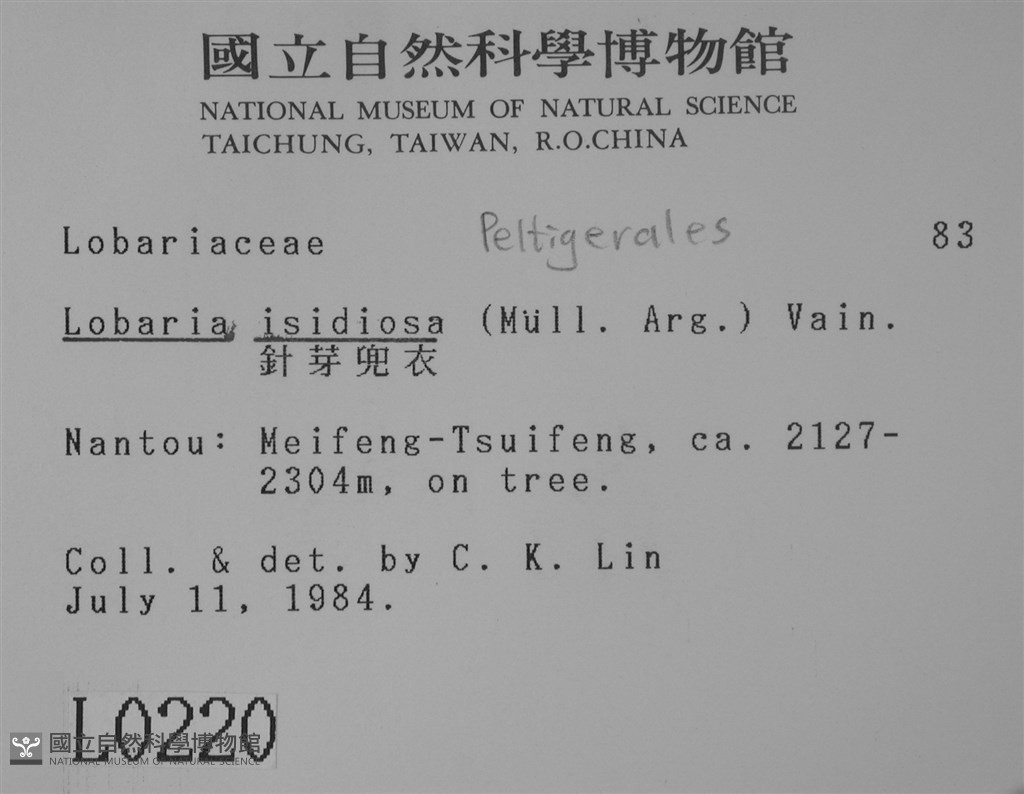 國立自然科學博物館
NATIONAL MUSEUM OF NATURAL SCIENCE
TAICHUNG, TAIWAN, R.O.CHINA
Lobariaceae Peltigerales 83
Lobaria isidiosa (Müll. Arg.) Vain.
針芽兜衣
Nantou: Meifeng-Tsuifeng, ca. 2127-
2304m, on tree.
Coll. & det. by C. K. Lin
July 11, 1984.
L0220
國立自然科學博物館
NATIONAL MUSEUM OF NATURAL SCIENCE